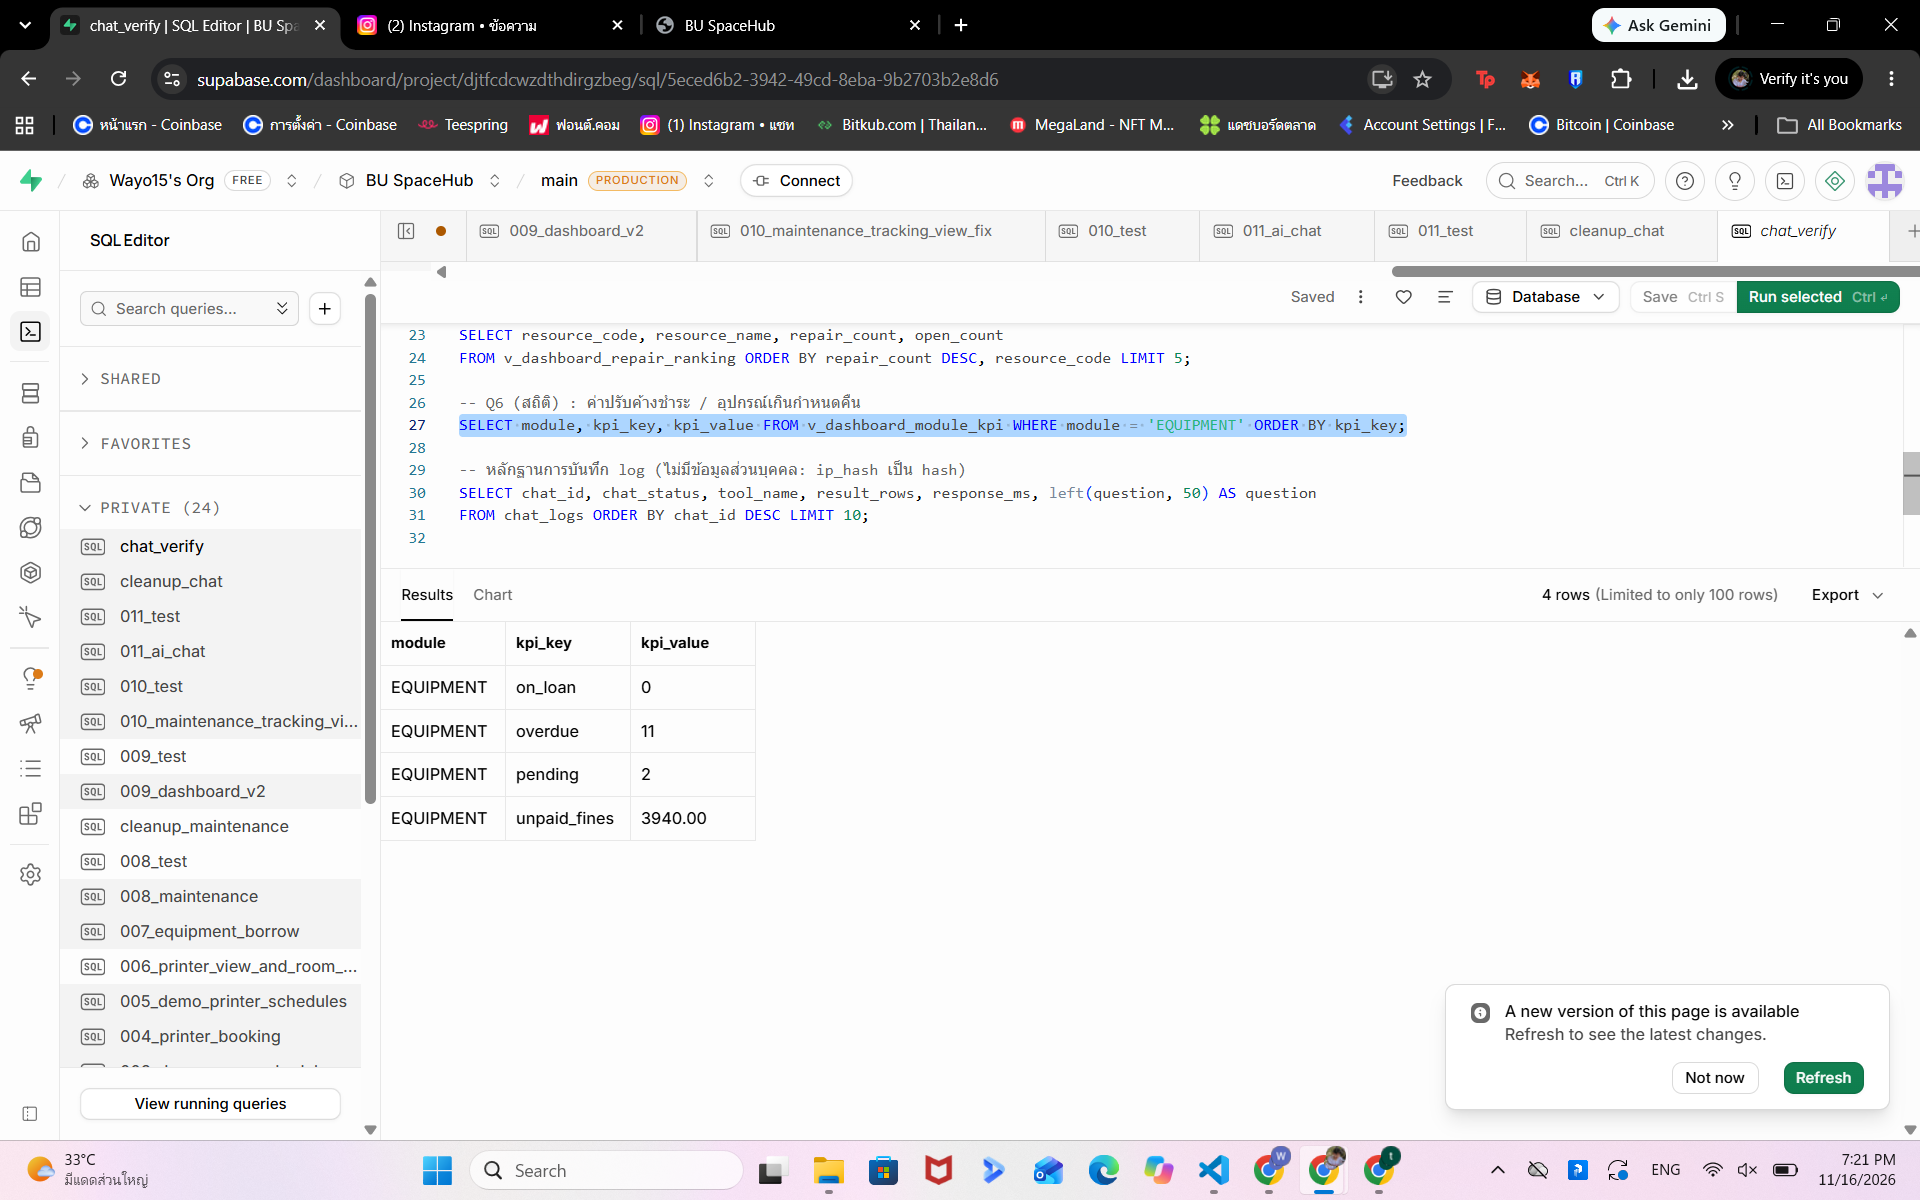 chat_verify | SQL Editor | BU Spa
(2) Instagram • ข้อความ
BU SpaceHub
Ask Gemini
supabase.com/dashboard/project/djtfcdcwzdthdirgzbeg/sql/5eced6b2-3942-49cd-8eba-9b2703b2e8d6
Verify it's you
หน้าแรก - Coinbase
การตั้งค่า - Coinbase
Teespring
ฟอนต์.คอม
(1) Instagram • แชท
Bitkub.com | Thailan...
MegaLand - NFT M...
แดชบอร์ดตลาด
Account Settings | F...
Bitcoin | Coinbase
All Bookmarks
Wayo15's Org FREE
BU SpaceHub
main PRODUCTION
Connect
Feedback
Search... Ctrl K
SQL Editor
009_dashboard_v2
010_maintenance_tracking_view_fix
010_test
011_ai_chat
011_test
cleanup_chat
chat_verify
Search queries...
Saved
Database
Save Ctrl S
Run selected Ctrl ↵
SHARED
FAVORITES
PRIVATE (24)
chat_verify
cleanup_chat
011_test
011_ai_chat
010_test
010_maintenance_tracking_vi...
009_test
009_dashboard_v2
cleanup_maintenance
008_test
008_maintenance
007_equipment_borrow
006_printer_view_and_room_...
005_demo_printer_schedules
004_printer_booking
View running queries
23 SELECT resource_code, resource_name, repair_count, open_count
24 FROM v_dashboard_repair_ranking ORDER BY repair_count DESC, resource_code LIMIT 5;
25
26 -- Q6 (สถิติ) : ค่าปรับค้างชำระ / อุปกรณ์เกินกำหนดคืน
27 SELECT module, kpi_key, kpi_value FROM v_dashboard_module_kpi WHERE module = 'EQUIPMENT' ORDER BY kpi_key;
28
29 -- หลักฐานการบันทึก log (ไม่มีข้อมูลส่วนบุคคล: ip_hash เป็น hash)
30 SELECT chat_id, chat_status, tool_name, result_rows, response_ms, left(question, 50) AS question
31 FROM chat_logs ORDER BY chat_id DESC LIMIT 10;
32
Results
Chart
4 rows (Limited to only 100 rows)
Export
module kpi_key kpi_value
EQUIPMENT on_loan 0
EQUIPMENT overdue 11
EQUIPMENT pending 2
EQUIPMENT unpaid_fines 3940.00
A new version of this page is available
Refresh to see the latest changes.
Not now
Refresh
33°C
มีแดดส่วนใหญ่
Search
ENG
7:21 PM
11/16/2026